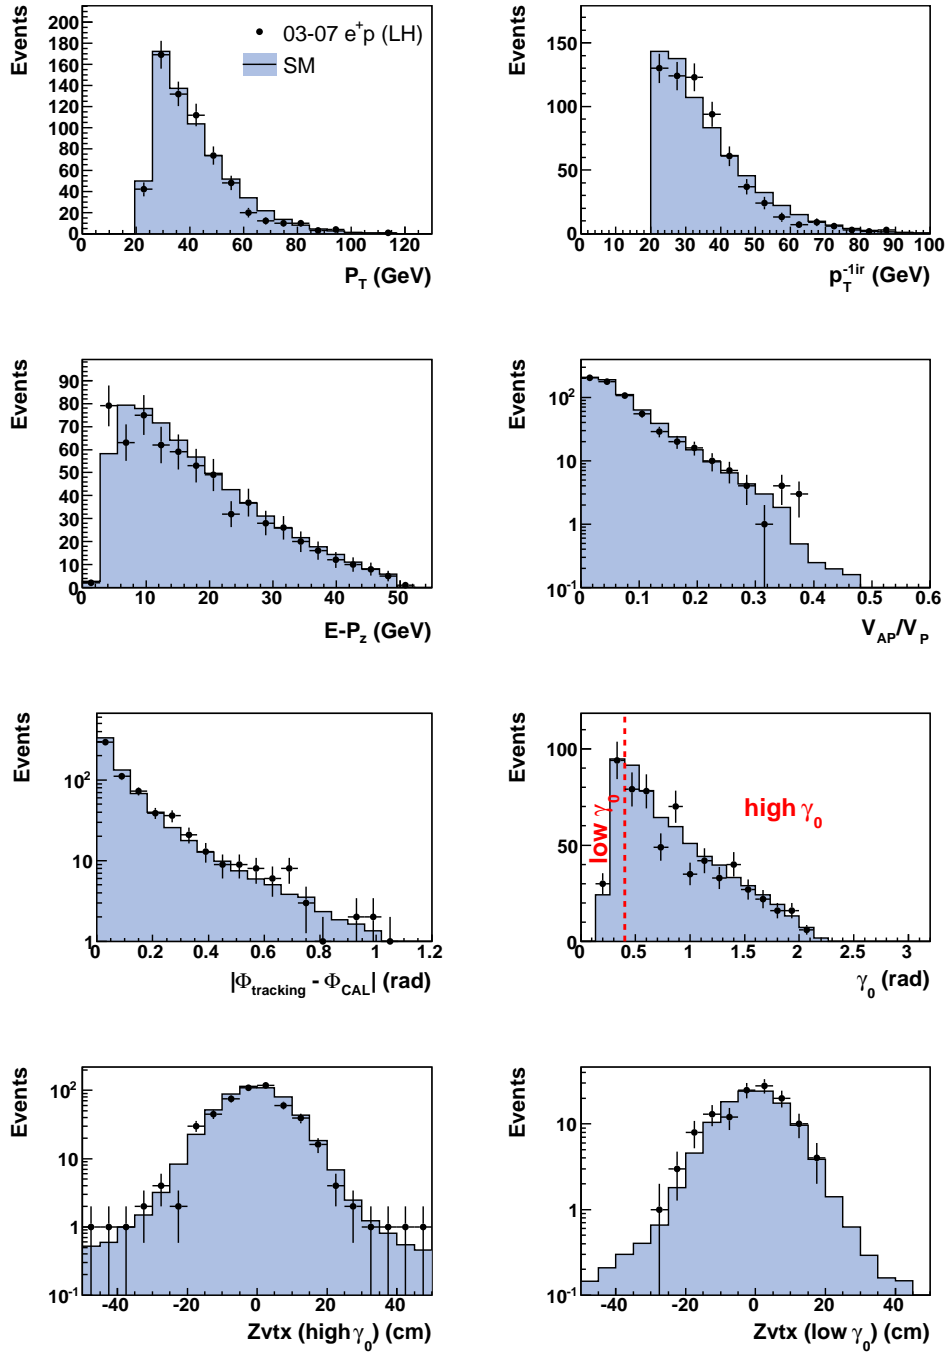 Events
200
180
160
140
120
100
80
60
40
20
0
03-07 e⁺p (LH)
SM
0 20 40 60 80 100 120
P_T (GeV)
Events
150
100
50
0
0 10 20 30 40 50 60 70 80 90 100
p_T^-1ir (GeV)
Events
90
80
70
60
50
40
30
20
10
0
0 10 20 30 40 50
E-P_z (GeV)
Events
10²
10
1
10⁻¹
0 0.1 0.2 0.3 0.4 0.5 0.6
V_AP/V_P
Events
10²
10
1
0 0.2 0.4 0.6 0.8 1 1.2
|Φ_tracking - Φ_CAL| (rad)
Events
100
50
0
low γ_0
high γ_0
0 0.5 1 1.5 2 2.5 3
γ_0 (rad)
Events
10²
10
1
10⁻¹
-40 -20 0 20 40
Zvtx (high γ_0) (cm)
Events
10
1
10⁻¹
-40 -20 0 20 40
Zvtx (low γ_0) (cm)